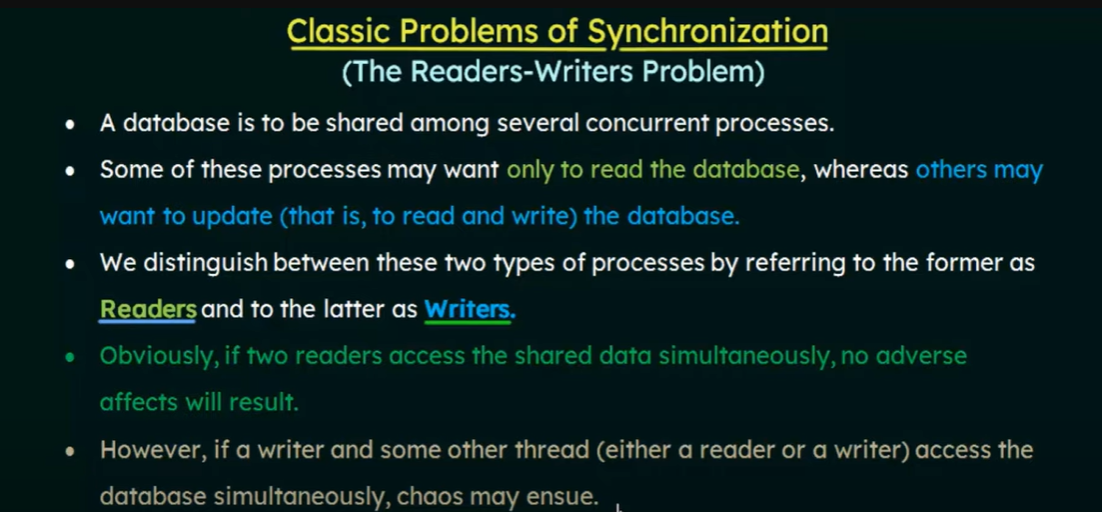 Classic Problems of Synchronization
(The Readers-Writers Problem)
• A database is to be shared among several concurrent processes.
• Some of these processes may want only to read the database, whereas others may
want to update (that is, to read and write) the database.
• We distinguish between these two types of processes by referring to the former as
Readers and to the latter as Writers.
• Obviously, if two readers access the shared data simultaneously, no adverse
affects will result.
• However, if a writer and some other thread (either a reader or a writer) access the
database simultaneously, chaos may ensue.